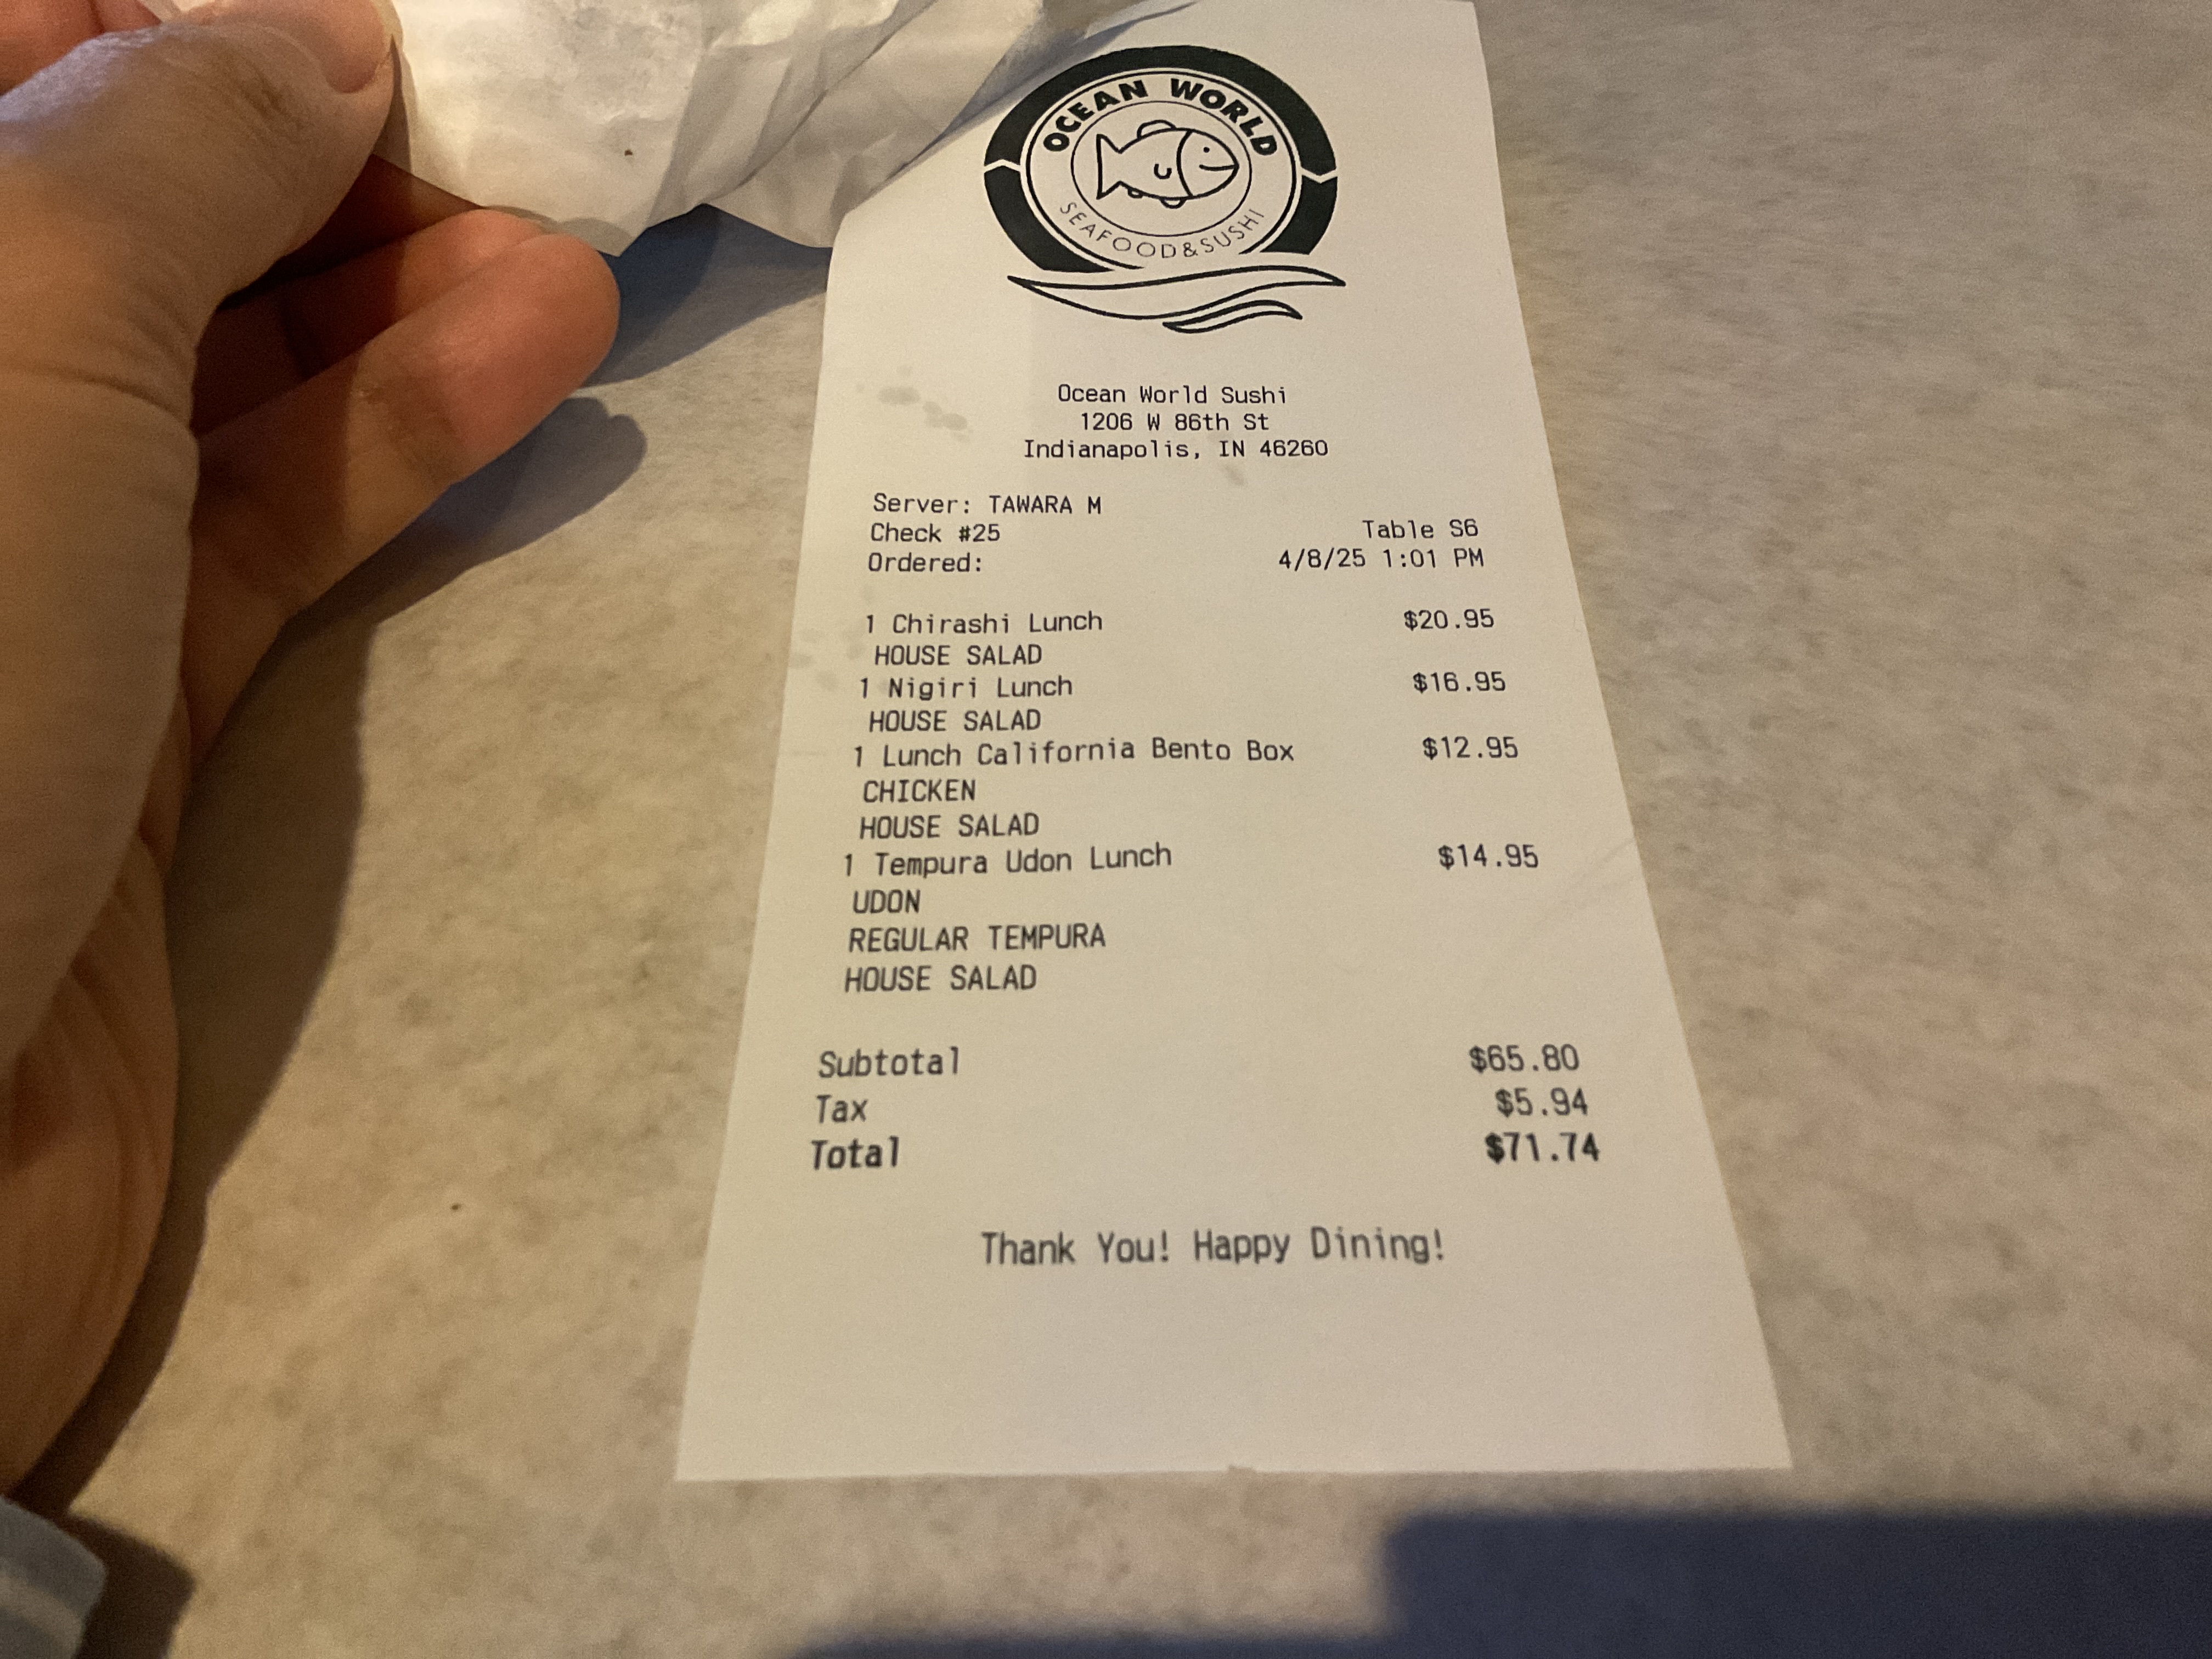 OCEAN WORLD
SEAFOOD&SUSHI
Ocean World Sushi
1206 W 86th St
Indianapolis, IN 46260
Server: TAWARA M
Check #25 Table S6
Ordered: 4/8/25 1:01 PM
1 Chirashi Lunch $20.95
HOUSE SALAD
1 Nigiri Lunch $16.95
HOUSE SALAD
1 Lunch California Bento Box $12.95
CHICKEN
HOUSE SALAD
1 Tempura Udon Lunch $14.95
UDON
REGULAR TEMPURA
HOUSE SALAD
Subtotal $65.80
Tax $5.94
Total $71.74
Thank You! Happy Dining!